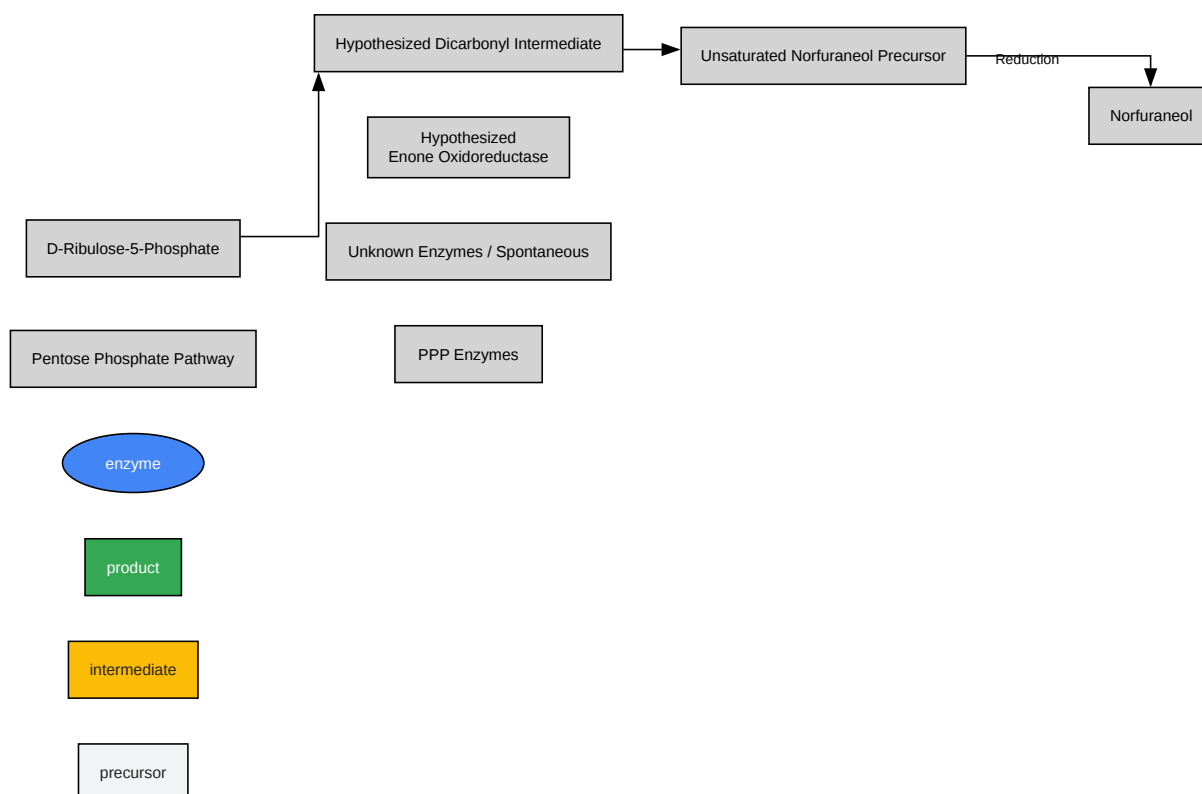 Hypothesized Dicarbonyl Intermediate
Unsaturated Norfuraneol Precursor
Reduction
Norfuraneol
Hypothesized
Enone Oxidoreductase
D-Ribulose-5-Phosphate
Unknown Enzymes / Spontaneous
Pentose Phosphate Pathway
PPP Enzymes
enzyme
product
intermediate
precursor